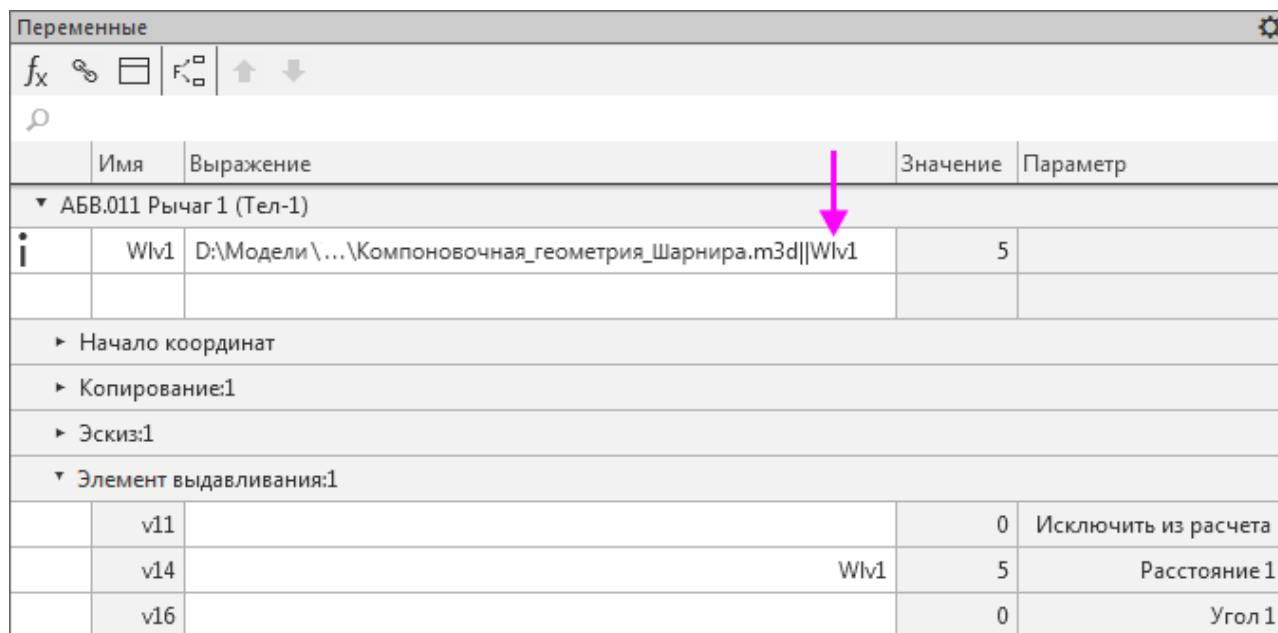 Переменные
fx F
Имя Выражение Значение Параметр
АБВ.011 Рычаг 1 (Тел-1)
i Wlv1 D:\Модели\...\Компоновочная_геометрия_Шарнира.m3d||Wlv1 5
Начало координат
Копирование:1
Эскиз:1
Элемент выдавливания:1
v11 0 Исключить из расчета
v14 Wlv1 5 Расстояние 1
v16 0 Угол 1